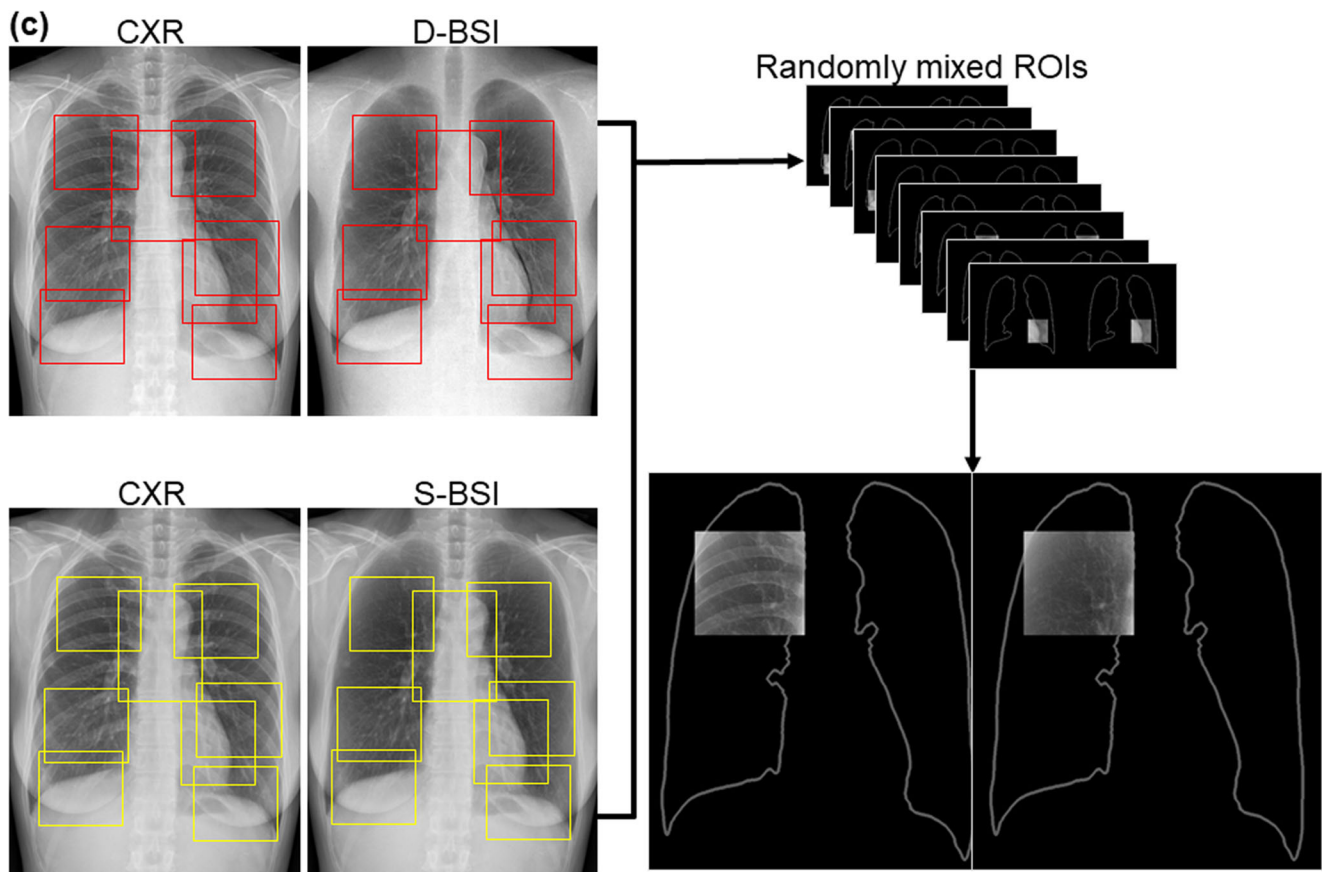 (c)
CXR
D-BSI
Randomly mixed ROIs
CXR
S-BSI